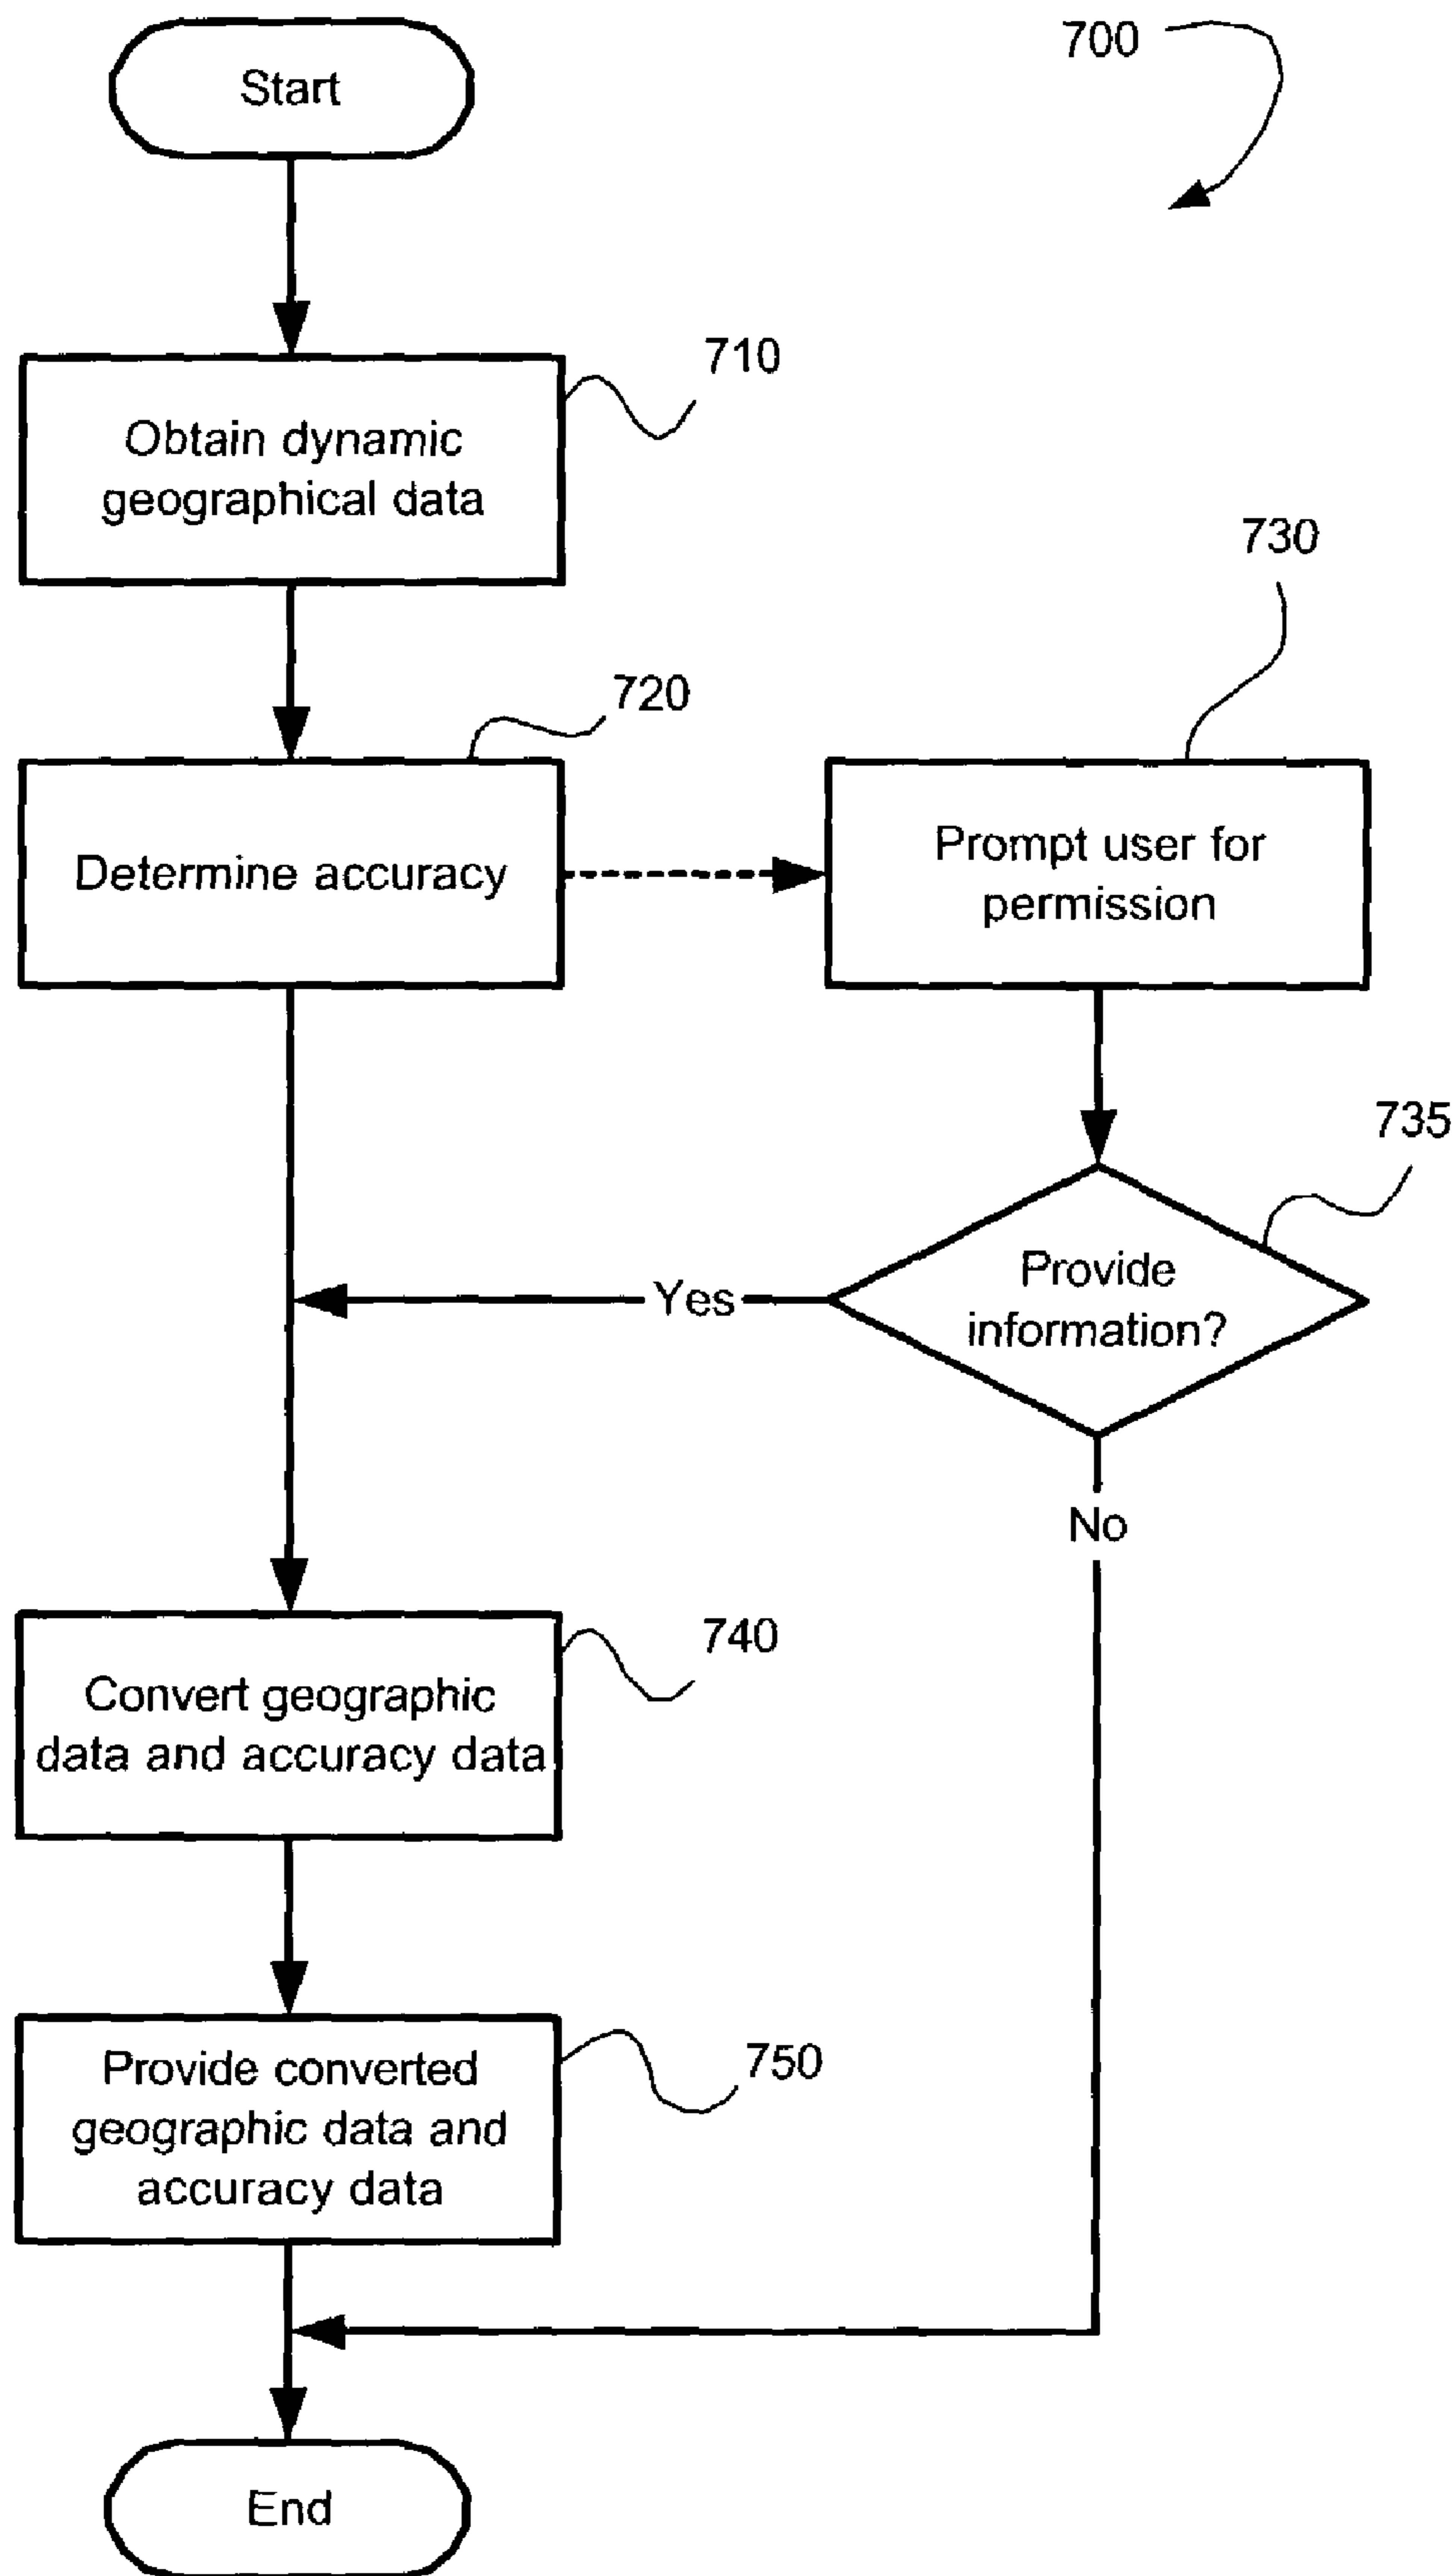 Start
700
710
Obtain dynamic
geographical data
730
720
Determine accuracy
Prompt user for
permission
735
Provide
information?
Yes
No
740
Convert geographic
data and accuracy data
750
Provide converted
geographic data and
accuracy data
End